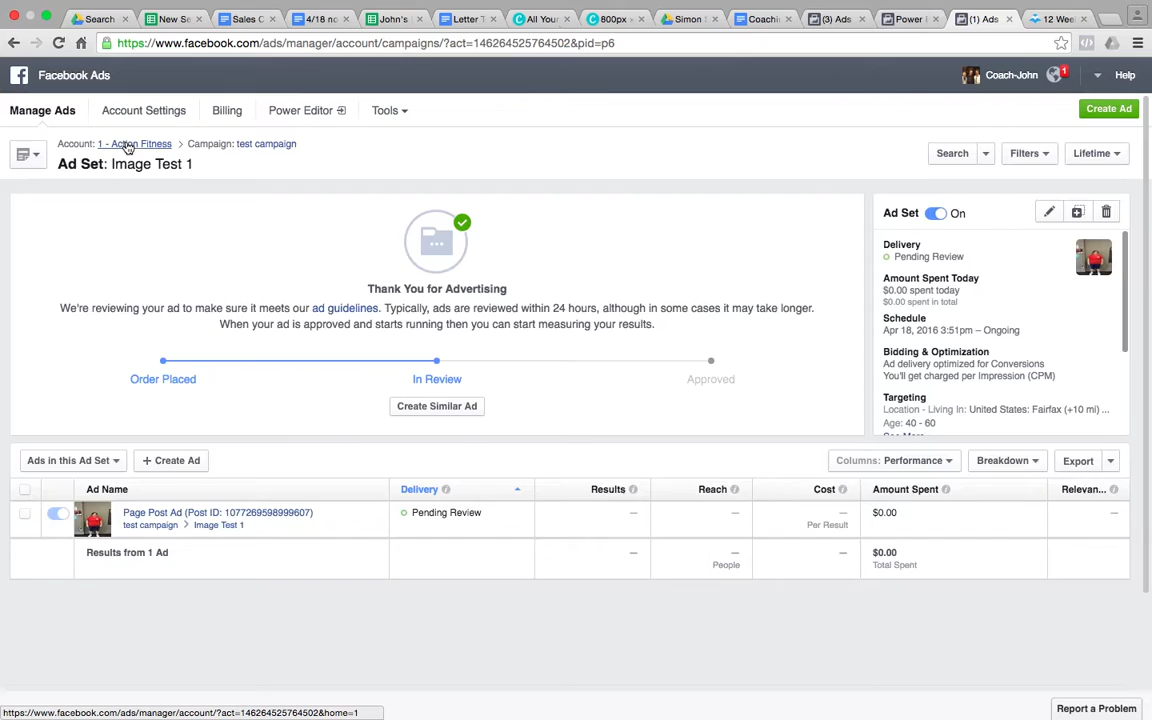 Search
New Se
Sales C
4/18 no
John's
Letter T
All Your
800px
Simon
Coachi
(3) Ads
Power
(1) Ads
12 Wee
https://www.facebook.com/ads/manager/account/campaigns/?act=146264525764502&pid=p6
Facebook Ads
Coach-John
1
Help
Manage Ads
Account Settings
Billing
Power Editor
Tools
Create Ad
Account: 1 - Action Fitness > Campaign: test campaign
Ad Set: Image Test 1
Search
Filters
Lifetime
Thank You for Advertising
We're reviewing your ad to make sure it meets our ad guidelines. Typically, ads are reviewed within 24 hours, although in some cases it may take longer.
When your ad is approved and starts running then you can start measuring your results.
Order Placed
In Review
Approved
Create Similar Ad
Ad Set On
Delivery
Pending Review
Amount Spent Today
$0.00 spent today
$0.00 spent in total
Schedule
Apr 18, 2016 3:51pm – Ongoing
Bidding & Optimization
Ad delivery optimized for Conversions
You'll get charged per Impression (CPM)
Targeting
Location - Living In: United States: Fairfax (+10 mi) ...
Age: 40 - 60
See More
Ads in this Ad Set
+ Create Ad
Columns: Performance
Breakdown
Export
Ad Name
Delivery
Results
Reach
Cost
Amount Spent
Relevan...
Page Post Ad (Post ID: 1077269598999607)
test campaign > Image Test 1
Pending Review
—
—
—
Per Result
$0.00
—
Results from 1 Ad
—
—
People
—
$0.00
Total Spent
https://www.facebook.com/ads/manager/account/?act=146264525764502&home=1
Report a Problem